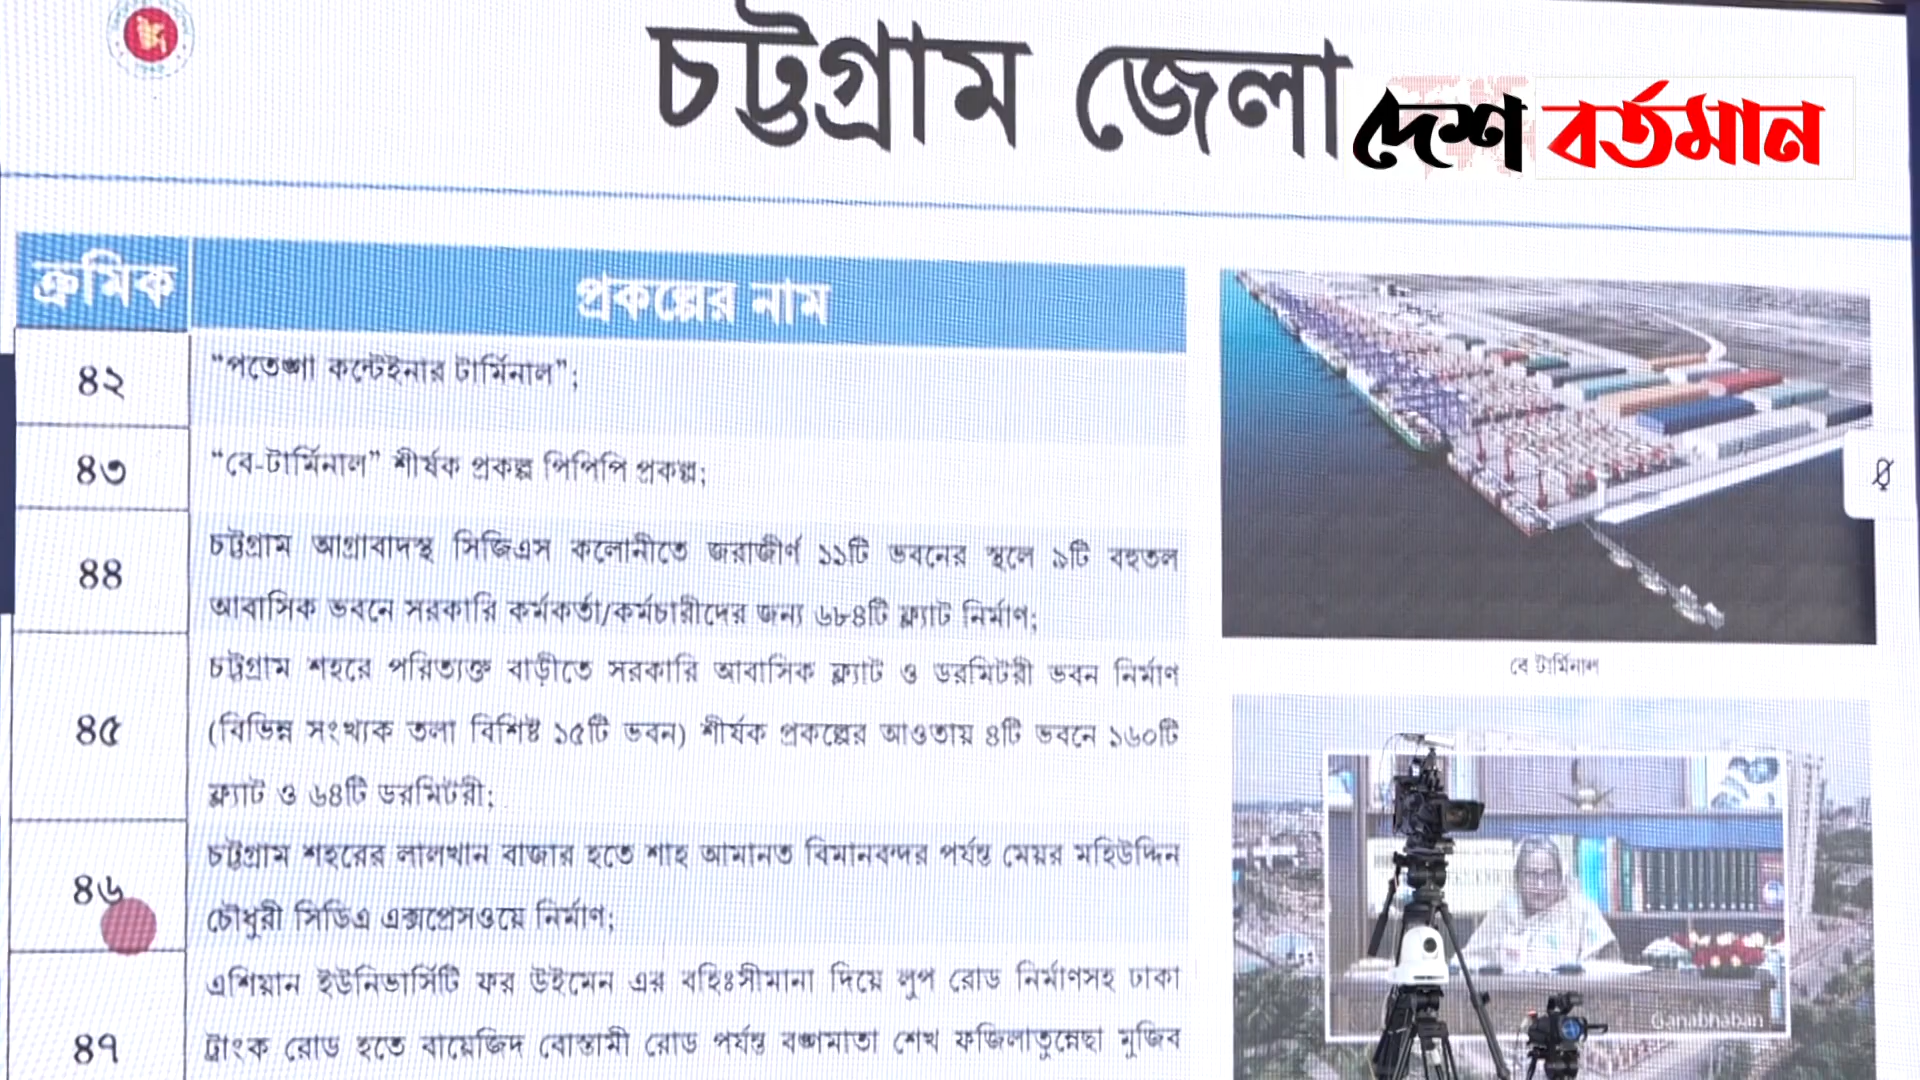 চট্টগ্রাম জেলা
দেশ বর্তমান
ক্রমিক
প্রকল্পের নাম
৪২
“পতেঙ্গা কন্টেইনার টার্মিনাল”;
৪৩
“বে-টার্মিনাল” শীর্ষক প্রকল্প পিপিপি প্রকল্প;
৪৪
চট্টগ্রাম আগ্রাবাদস্থ সিজিএস কলোনীতে জরাজীর্ণ ১১টি ভবনের স্থলে ৯টি বহুতল
আবাসিক ভবনে সরকারি কর্মকর্তা/কর্মচারীদের জন্য ৬৮৪টি ফ্ল্যাট নির্মাণ;
৪৫
চট্টগ্রাম শহরে পরিত্যক্ত বাড়ীতে সরকারি আবাসিক ফ্ল্যাট ও ডরমিটরী ভবন নির্মাণ
(বিভিন্ন সংখ্যক তলা বিশিষ্ট ১৫টি ভবন) শীর্ষক প্রকল্পের আওতায় ৪টি ভবনে ১৬০টি
ফ্ল্যাট ও ৬৪টি ডরমিটরী;
৪৬
চট্টগ্রাম শহরের লালখান বাজার হতে শাহ আমানত বিমানবন্দর পর্যন্ত মেয়র মহিউদ্দিন
চৌধুরী সিডিএ এক্সপ্রেসওয়ে নির্মাণ;
৪৭
এশিয়ান ইউনিভার্সিটি ফর উইমেন এর বহিঃসীমানা দিয়ে লুপ রোড নির্মাণসহ ঢাকা
ট্রাংক রোড হতে বায়েজিদ বোস্তামী রোড পর্যন্ত বঙ্গমাতা শেখ ফজিলাতুন্নেছা মুজিব
বে টার্মিনাল
Ganabhaban